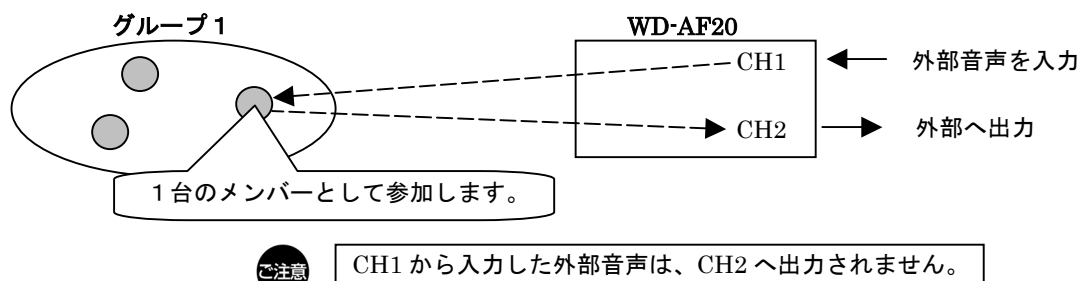 グループ１
WD-AF20
CH1
外部音声を入力
CH2
外部へ出力
１台のメンバーとして参加します。
ご注意
CH1 から入力した外部音声は、CH2 へ出力されません。